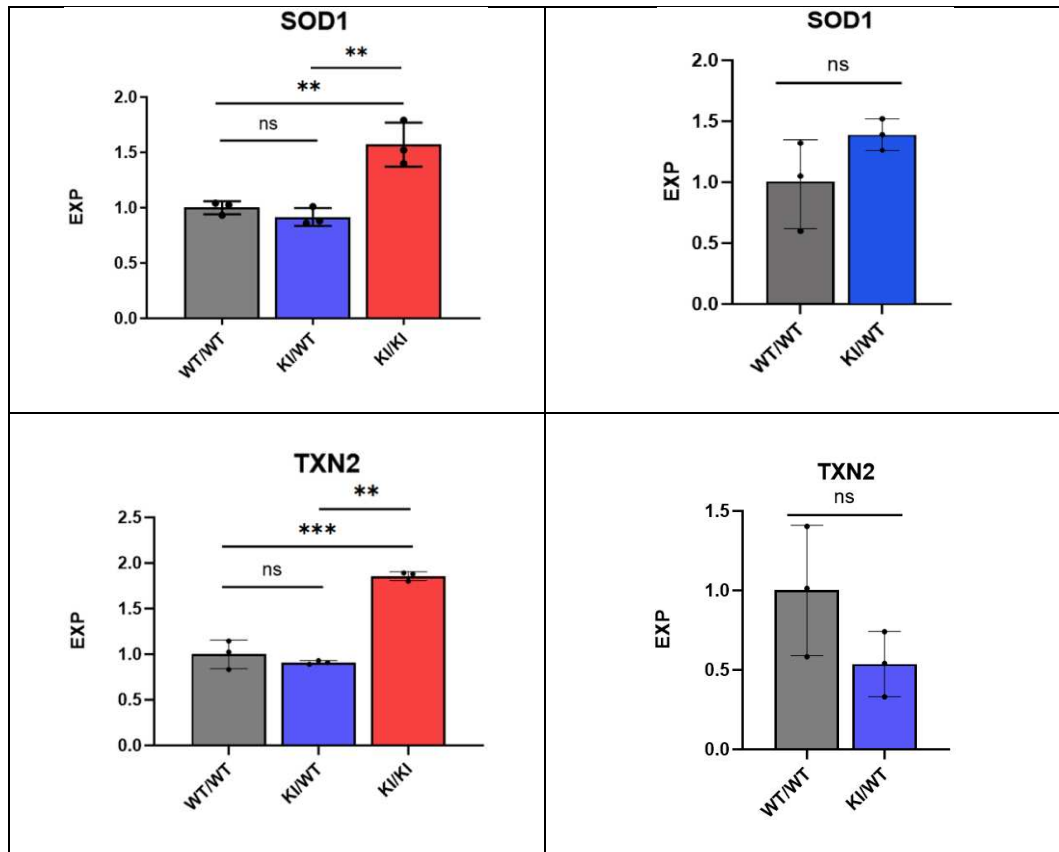 SOD1
**
**
ns
2.0
1.5
1.0
0.5
0.0
EXP
WT/WT
KI/WT
KI/KI
SOD1
ns
2.0
1.5
1.0
0.5
0.0
EXP
WT/WT
KI/WT
TXN2
**
***
ns
2.5
2.0
1.5
1.0
0.5
0.0
EXP
WT/WT
KI/WT
KI/KI
TXN2
ns
1.5
1.0
0.5
0.0
EXP
WT/WT
KI/WT